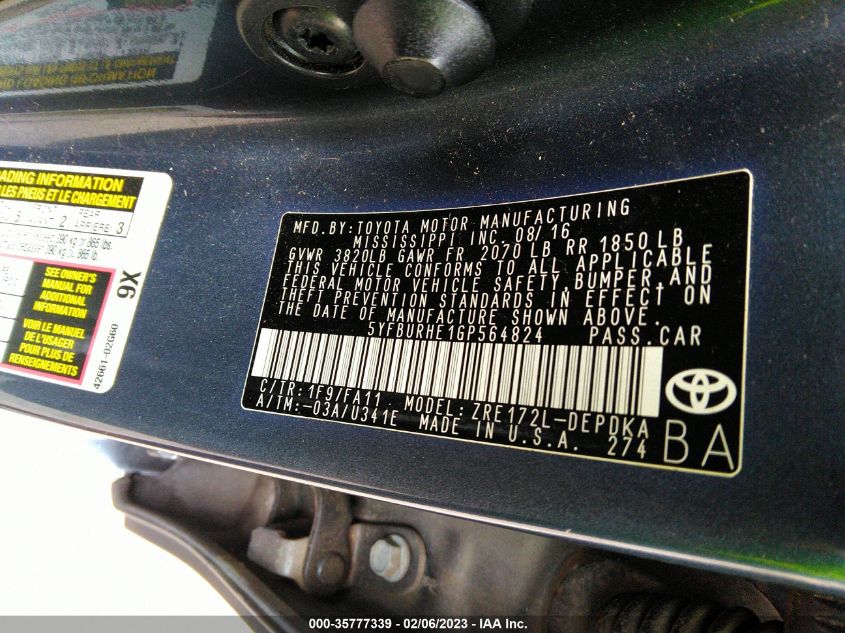 LOADING INFORMATION
LES PNEUS ET LE CHARGEMENT
2
REAR
ARRIÈRE 3
SEE OWNER'S
MANUAL FOR
ADDITIONAL
INFORMATION
VOIR LE MANUEL
DE L'USAGER
POUR PLUS DE
RENSEIGNEMENTS
9X
42661-02G60
MFD.BY:TOYOTA MOTOR MANUFACTURING
MISSISSIPPI INC. 08/16
GVWR 3820LB GAWR FR 2070 LB RR 1850 LB
THIS VEHICLE CONFORMS TO ALL APPLICABLE
FEDERAL MOTOR VEHICLE SAFETY,BUMPER,AND
THEFT PREVENTION STANDARDS IN EFFECT ON
THE DATE OF MANUFACTURE SHOWN ABOVE.
5YFBURHE1GP564824 PASS.CAR
C/TR:1F9/FA11 MODEL:ZRE172L-DEPDKA
A/TM:-03A/U341E MADE IN U.S.A. 274
BA
000-35777339 - 02/06/2023 - IAA Inc.